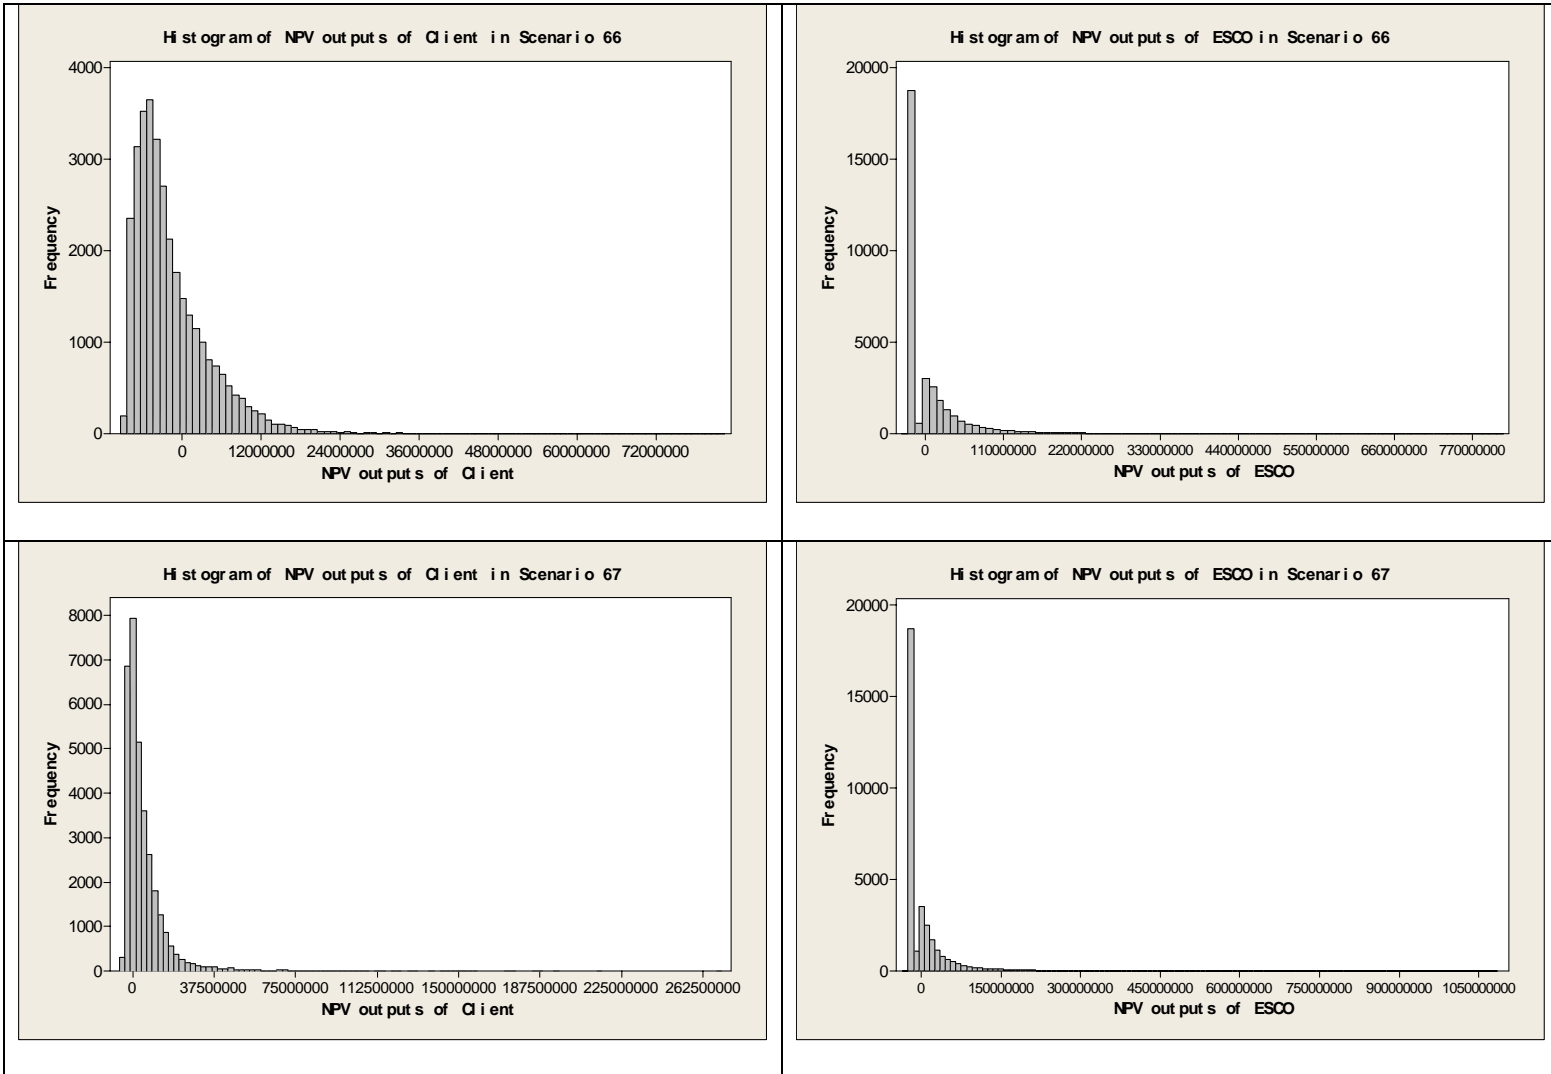 Histogram of NPV outputs of Client in Scenario 66
4000
3000
2000
1000
0
Frequency
0 12000000 24000000 36000000 48000000 60000000 72000000
NPV outputs of Client
Histogram of NPV outputs of ESCO in Scenario 66
20000
15000
10000
5000
0
Frequency
0 110000000 220000000 330000000 440000000 550000000 660000000 770000000
NPV outputs of ESCO
Histogram of NPV outputs of Client in Scenario 67
8000
7000
6000
5000
4000
3000
2000
1000
0
Frequency
0 37500000 75000000 112500000 150000000 187500000 225000000 262500000
NPV outputs of Client
Histogram of NPV outputs of ESCO in Scenario 67
20000
15000
10000
5000
0
Frequency
0 150000000 300000000 450000000 600000000 750000000 900000000 1050000000
NPV outputs of ESCO